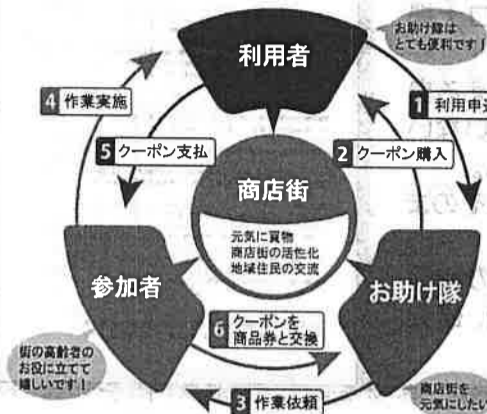 お助け隊は
とても便利です！
利用者
4 作業実施
1 利用申込
5 クーポン支払
2 クーポン購入
商店街
元気に買物
商店街の活性化
地域住民の交流
参加者
お助け隊
6 クーポンを
商品券と交換
街の高齢者の
お役に立てて
嬉しいです！
商店街を
元気にしたい
3 作業依頼